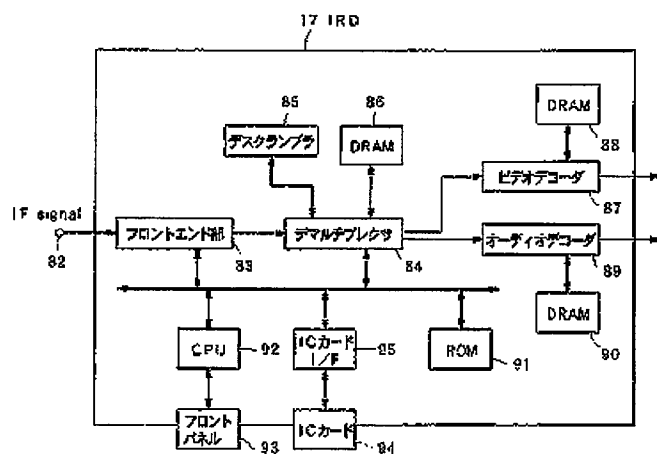 17 IRD
85
86
デスクランブラ
DRAM
DRAM
88
ビデオデコーダ
87
IF signal
82
フロントエンド部
83
デマルチプレクサ
84
オーディオデコーダ
89
CPU
92
ICカード
I/F
95
ROM
91
DRAM
90
フロント
パネル
93
ICカード
94